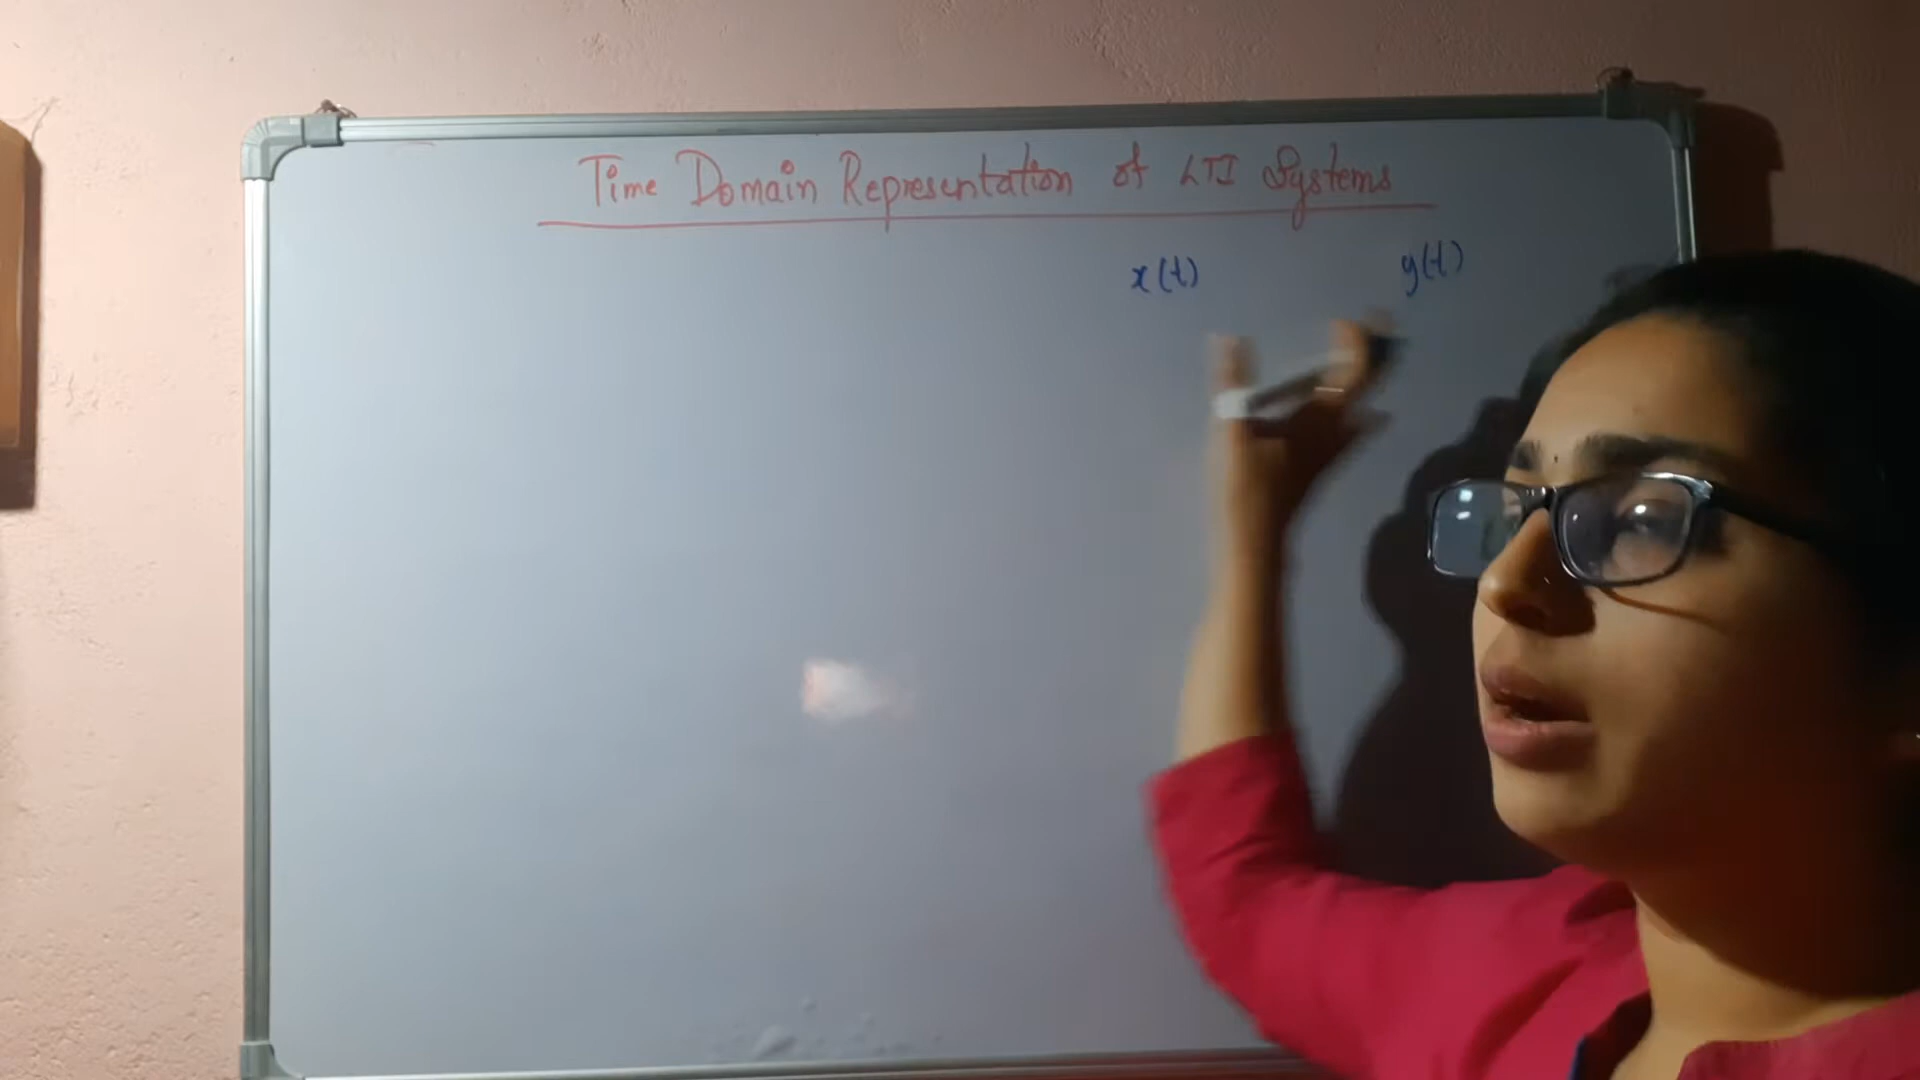 Time Domain Representation of LTI Systems
x(t) y(t)